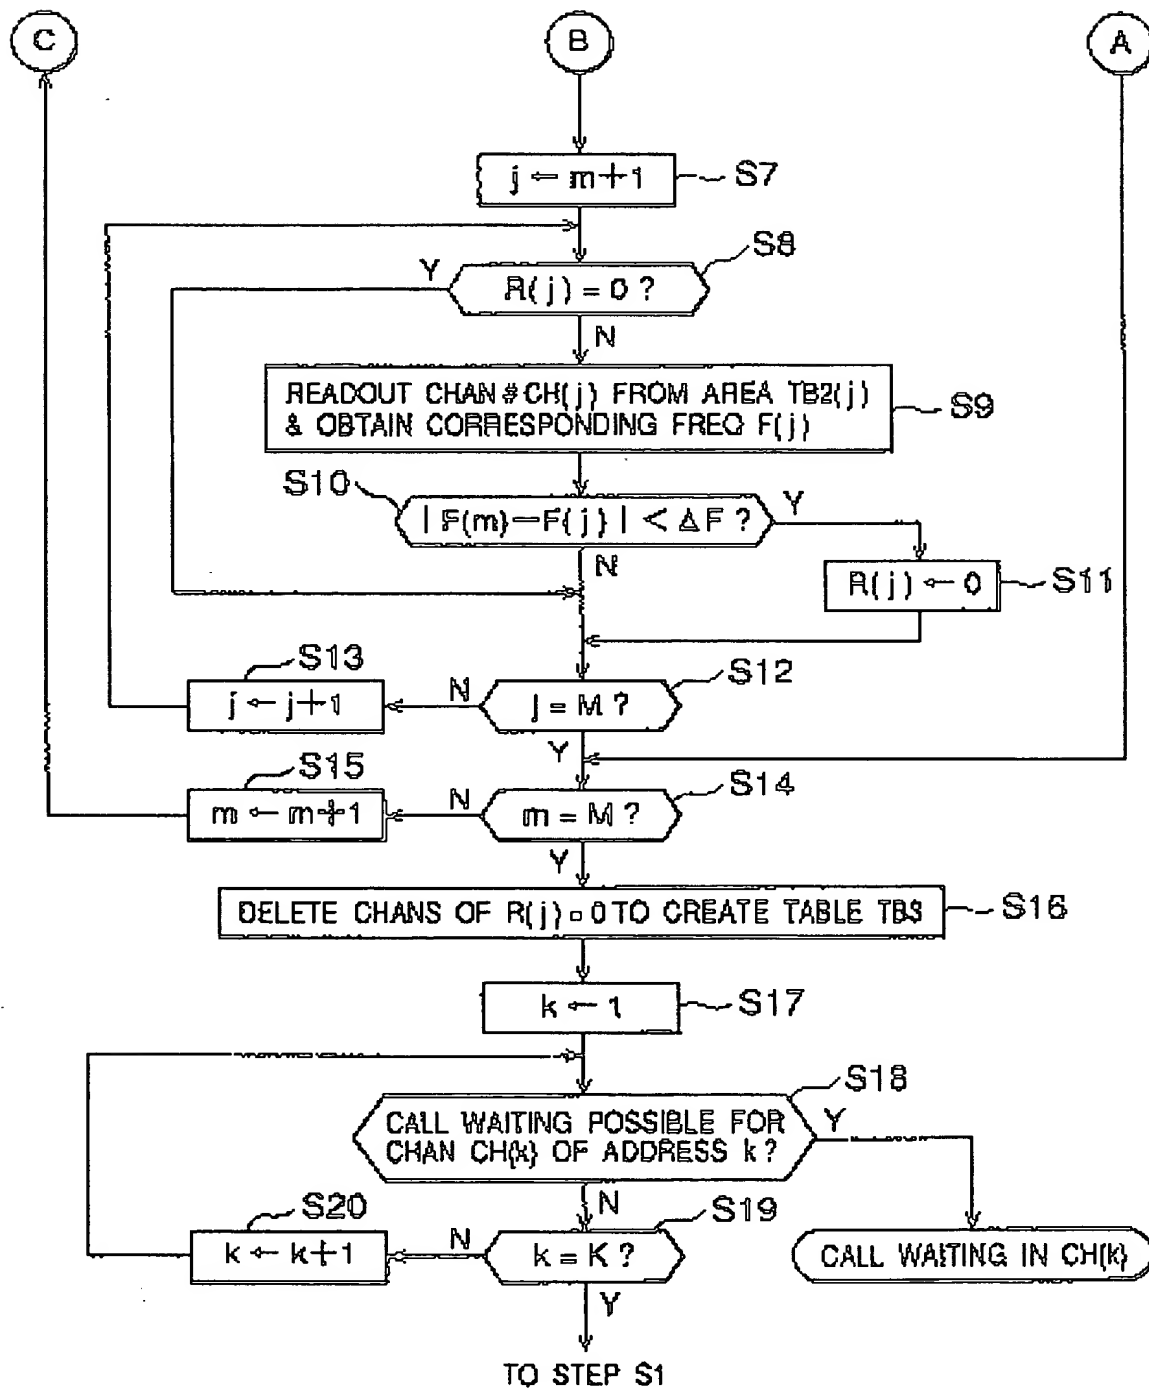 C
B
A
j ← m+1
S7
S8
Y
R(j) = 0 ?
N
READOUT CHAN # CH(j) FROM AREA TB2(j)
& OBTAIN CORRESPONDING FREQ F(j)
S9
S10
| F(m) − F(j) | < ΔF ?
Y
N
R(j) ← 0
S11
S13
S12
j ← j+1
N
j = M ?
Y
S15
S14
m ← m+1
N
m = M ?
Y
DELETE CHANS OF R(j) = 0 TO CREATE TABLE TB3
S16
k ← 1
S17
S18
CALL WAITING POSSIBLE FOR
CHAN CH(k) OF ADDRESS k ?
Y
N
S20
S19
k ← k+1
N
k = K ?
CALL WAITING IN CH(k)
Y
TO STEP S1